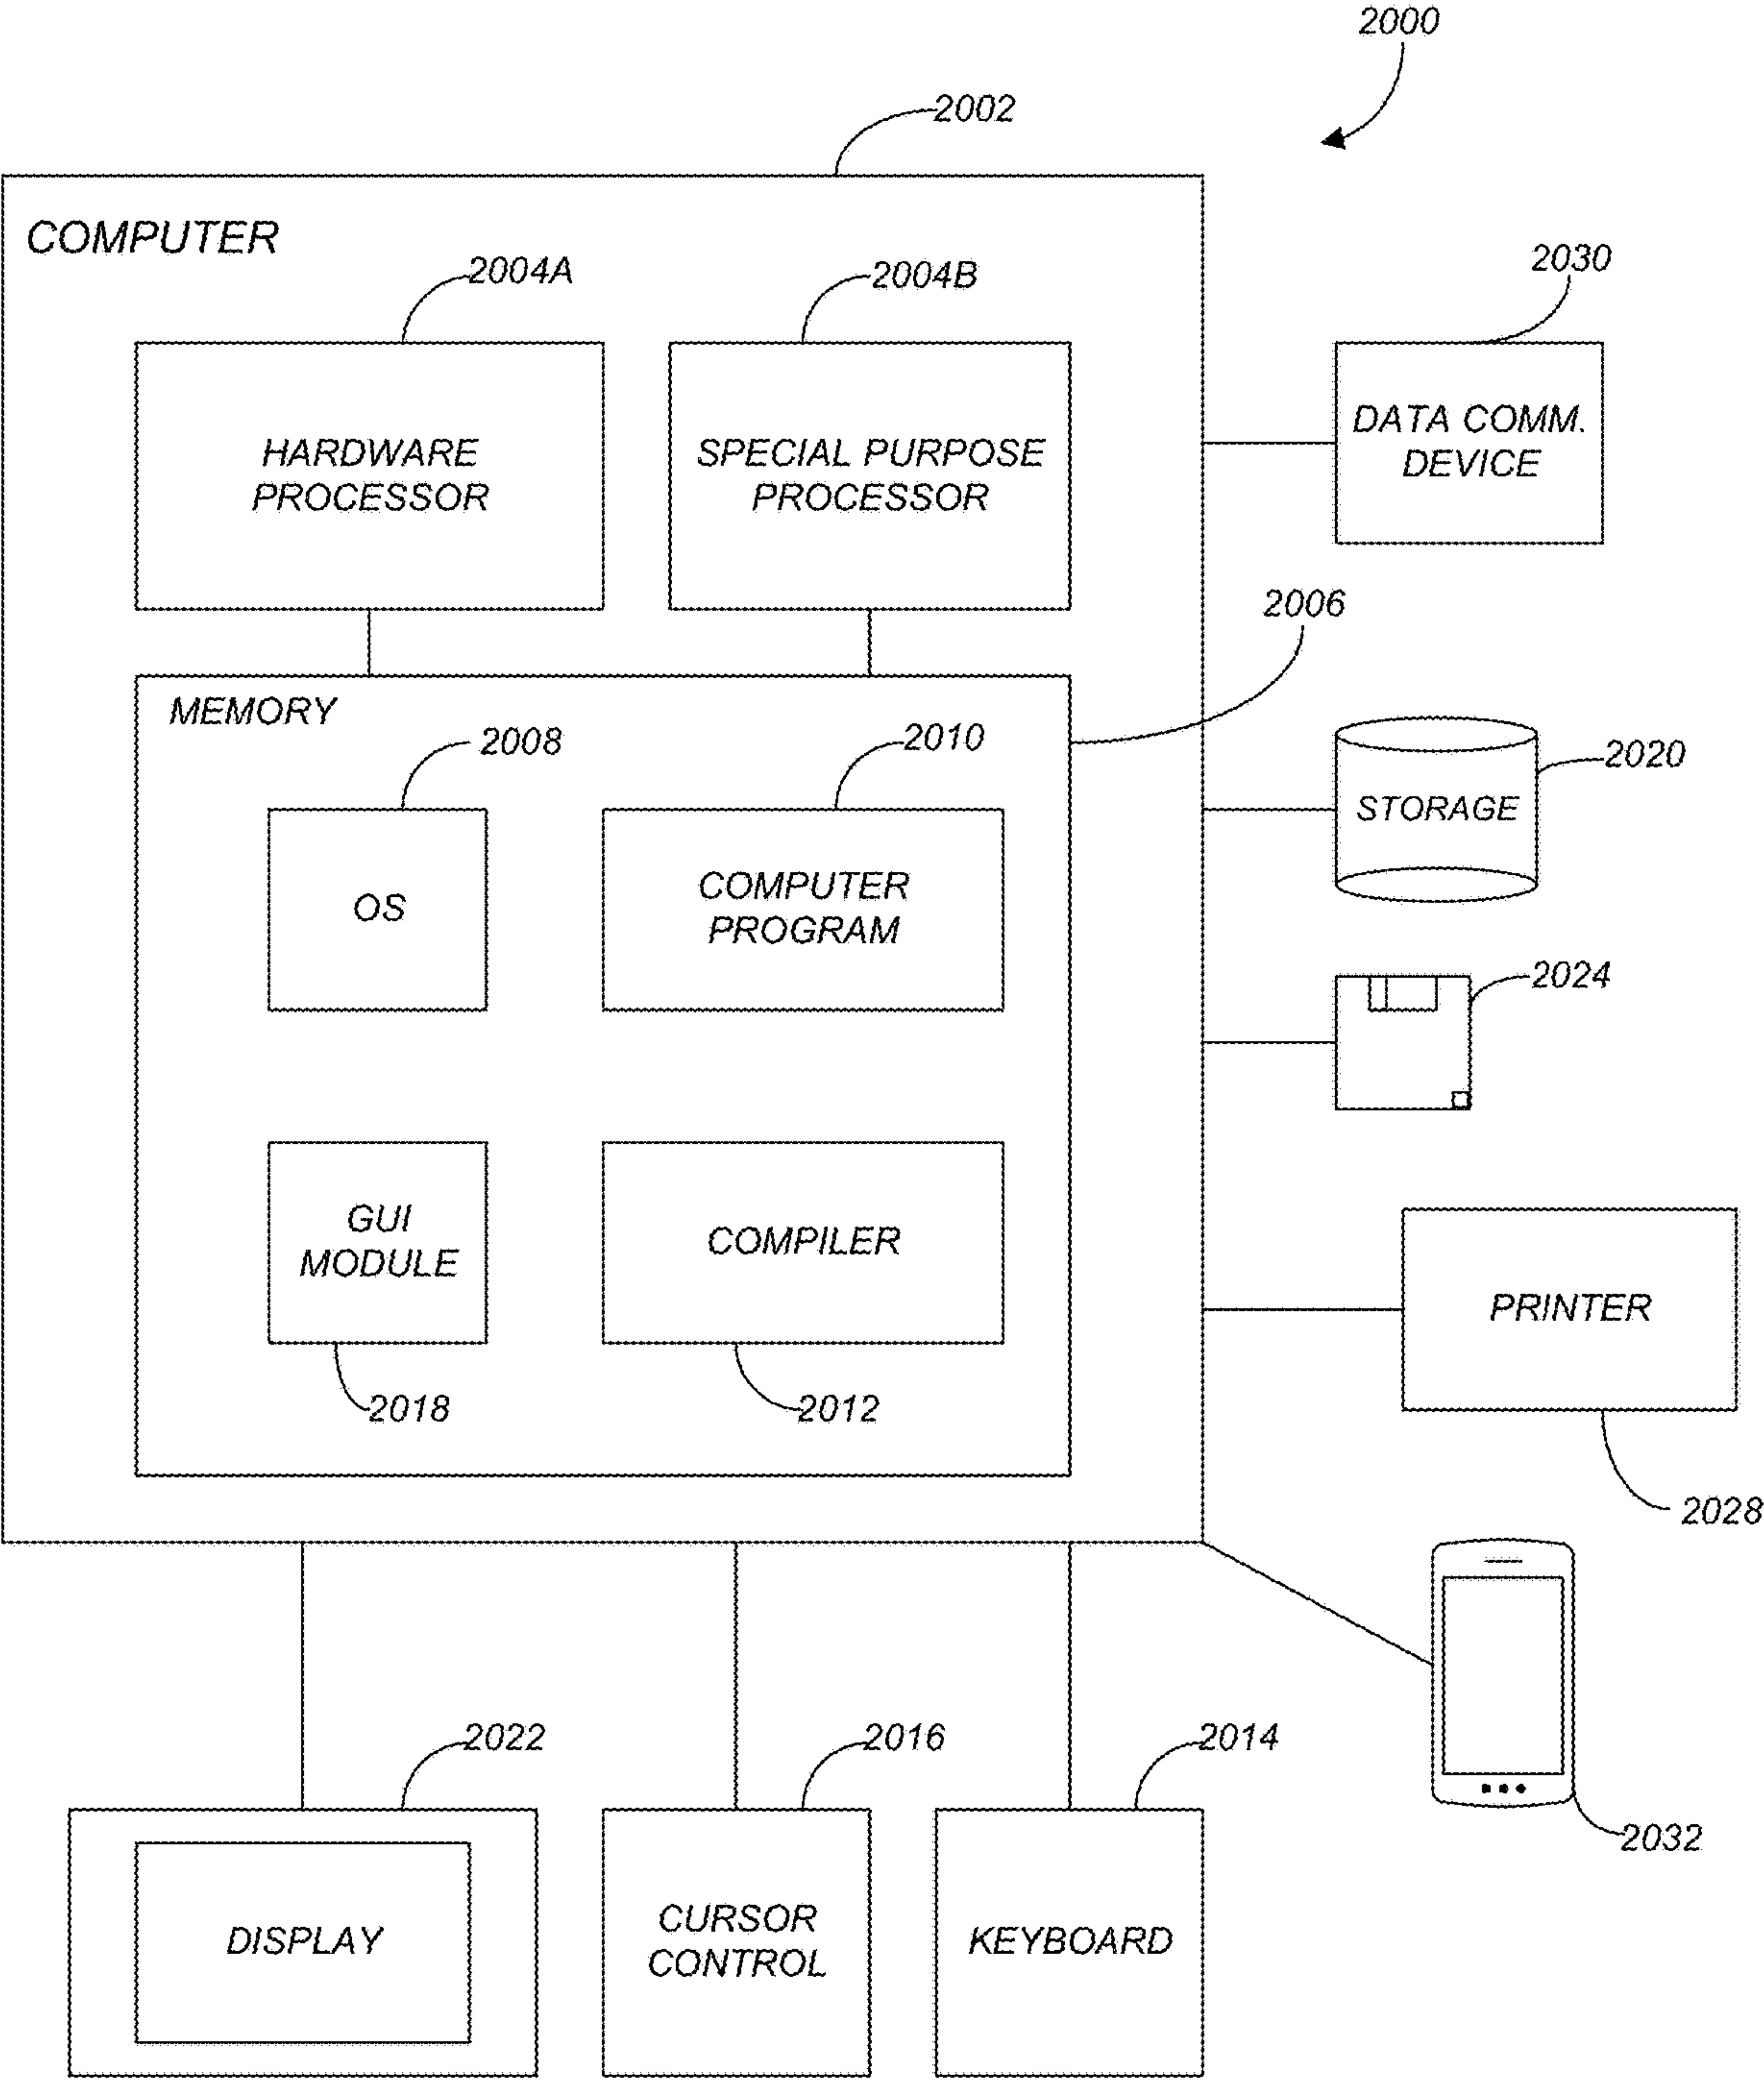 2000
2002
COMPUTER
2004A
2004B
2030
HARDWARE
PROCESSOR
SPECIAL PURPOSE
PROCESSOR
DATA COMM.
DEVICE
2006
MEMORY
2008
2010
2020
STORAGE
OS
COMPUTER
PROGRAM
2024
GUI
MODULE
COMPILER
PRINTER
2018
2012
2028
2022
2016
2014
2032
DISPLAY
CURSOR
CONTROL
KEYBOARD